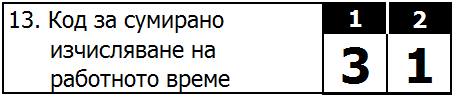 13. Код за сумирано
изчисляване на
работното време
1 2
3 1